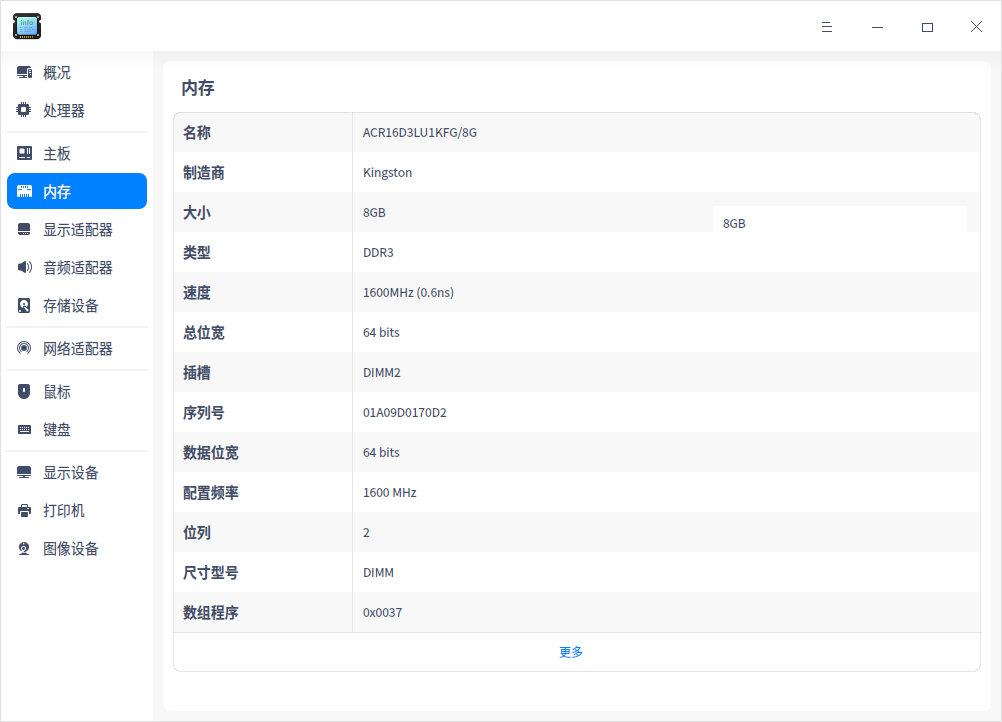 info
概况
处理器
主板
内存
显示适配器
音频适配器
存储设备
网络适配器
鼠标
键盘
显示设备
打印机
图像设备
内存
名称 ACR16D3LU1KFG/8G
制造商 Kingston
大小 8GB 8GB
类型 DDR3
速度 1600MHz (0.6ns)
总位宽 64 bits
插槽 DIMM2
序列号 01A09D0170D2
数据位宽 64 bits
配置频率 1600 MHz
位列 2
尺寸型号 DIMM
数组程序 0x0037
更多